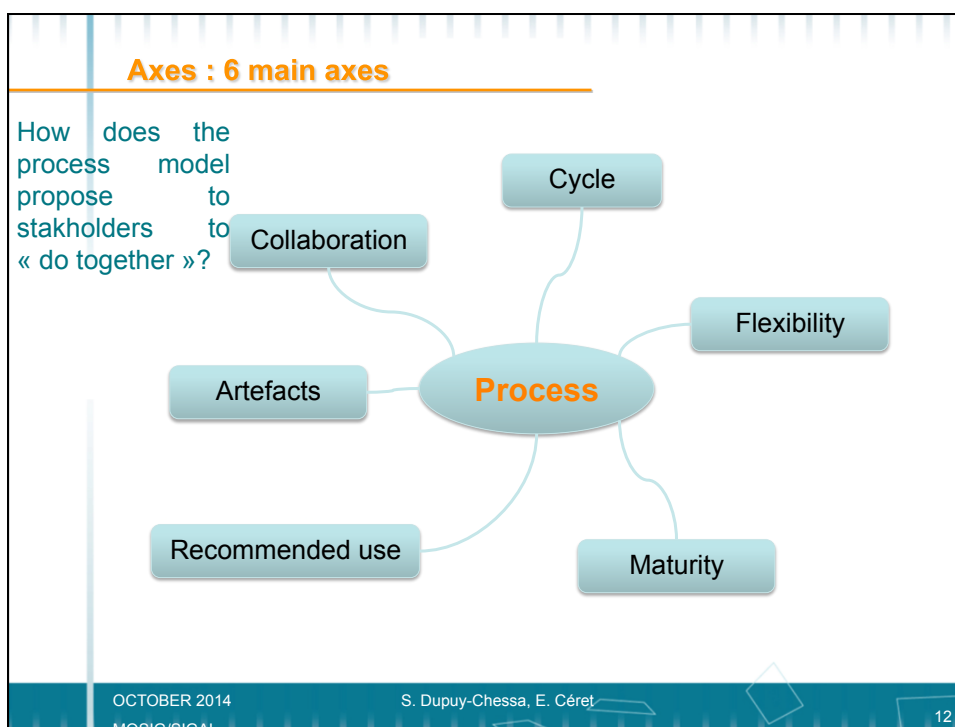 Axes : 6 main axes
How does the
process model
propose to
stakholders to
« do together »?
Cycle
Collaboration
Flexibility
Artefacts
Process
Recommended use
Maturity
OCTOBER 2014
S. Dupuy-Chessa, E. Céret
12